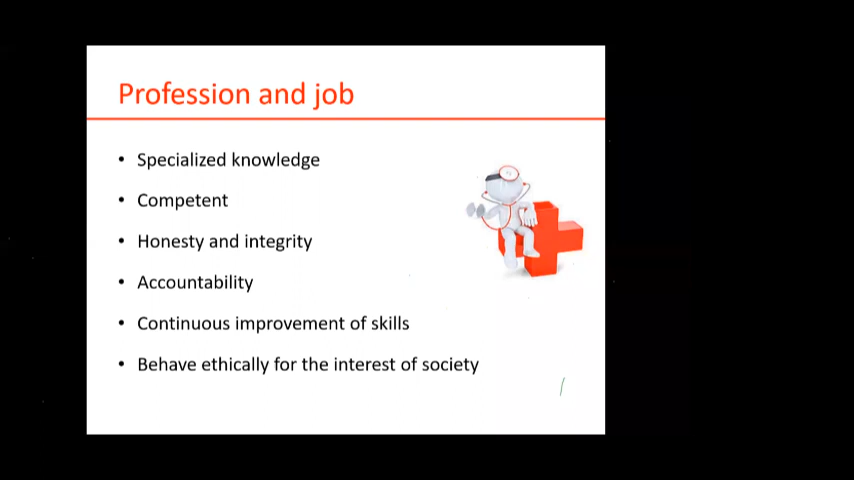 Profession and job
• Specialized knowledge
• Competent
• Honesty and integrity
• Accountability
• Continuous improvement of skills
• Behave ethically for the interest of society